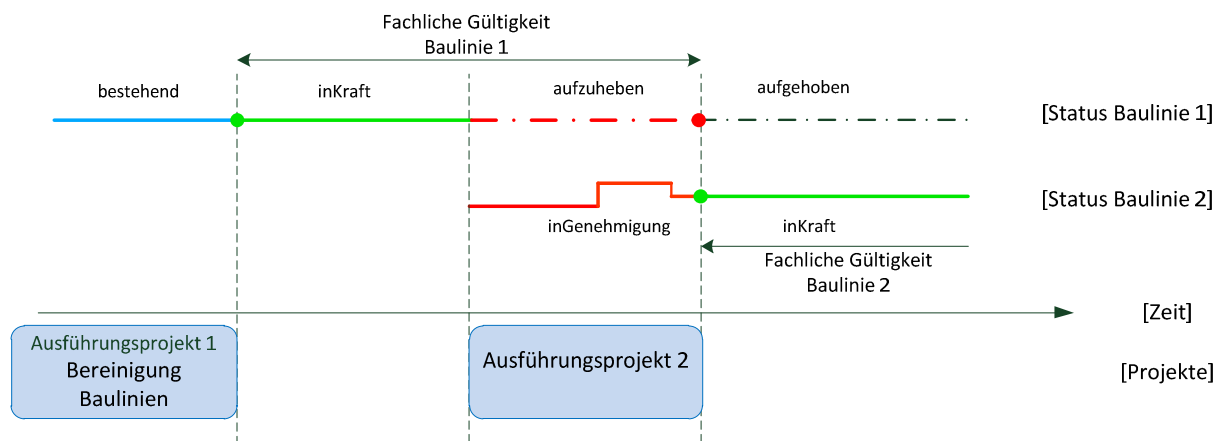 Fachliche Gültigkeit
Baulinie 1
bestehend
inKraft
aufzuheben
aufgehoben
[Status Baulinie 1]
[Status Baulinie 2]
inGenehmigung
inKraft
Fachliche Gültigkeit
Baulinie 2
[Zeit]
Ausführungsprojekt 1
Bereinigung
Baulinien
Ausführungsprojekt 2
[Projekte]